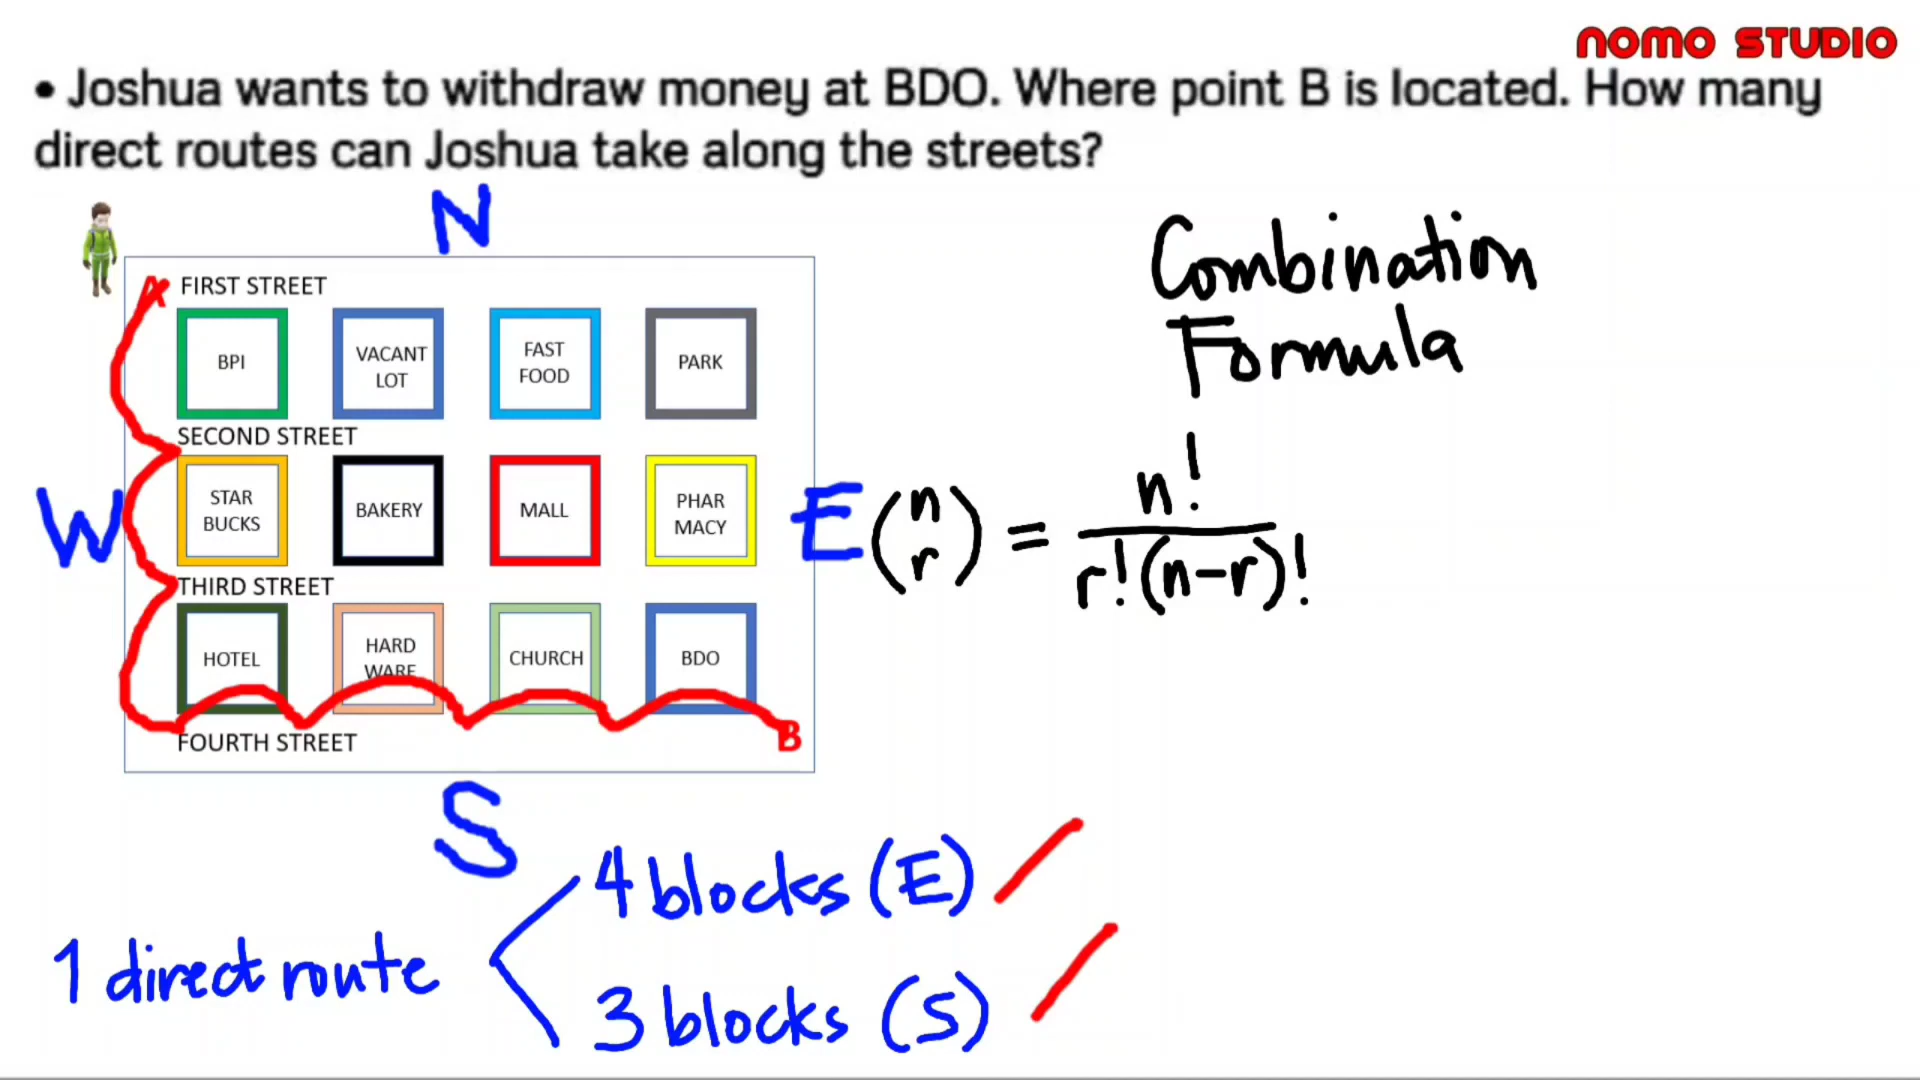 NOMO STUDIO
• Joshua wants to withdraw money at BDO. Where point B is located. How many
direct routes can Joshua take along the streets?
N
A FIRST STREET
BPI
VACANT
LOT
FAST
FOOD
PARK
SECOND STREET
W
STAR
BUCKS
BAKERY
MALL
PHAR
MACY
E
THIRD STREET
HOTEL
HARD
WARE
CHURCH
BDO
B
FOURTH STREET
S
Combination
Formula
(n r) = n! / r!(n-r)!
1 direct route
4 blocks (E)
3 blocks (S)